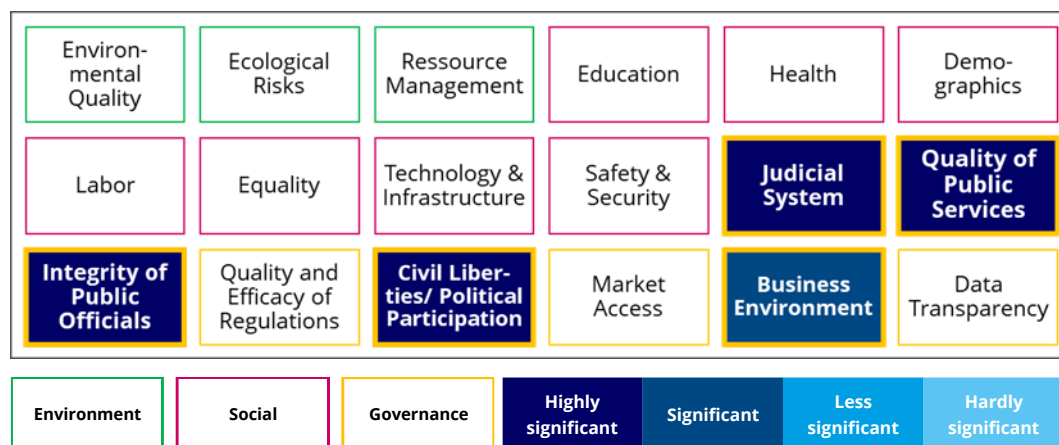 Environ-
mental
Quality
Ecological
Risks
Ressource
Management
Education
Health
Demo-
graphics
Labor
Equality
Technology &
Infrastructure
Safety &
Security
Judicial
System
Quality of
Public
Services
Integrity of
Public
Officials
Quality and
Efficacy of
Regulations
Civil Liber-
ties/ Political
Participation
Market
Access
Business
Environment
Data
Transparency
Environment
Social
Governance
Highly
significant
Significant
Less
significant
Hardly
significant